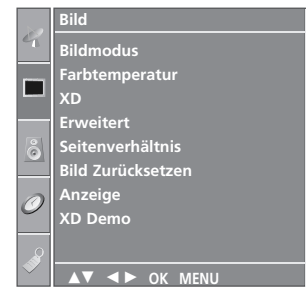 Bild
Bildmodus
Farbtemperatur
XD
Erweitert
Seitenverhältnis
Bild Zurücksetzen
Anzeige
XD Demo
▲▼ ◄► OK MENU